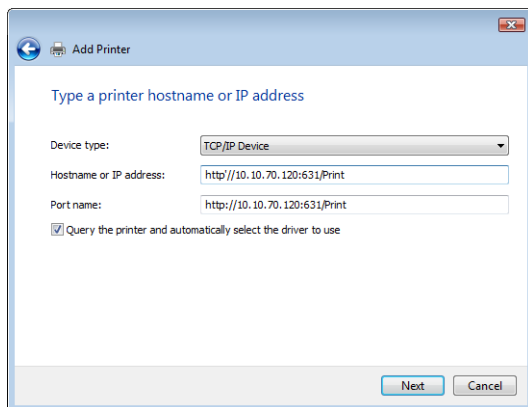 Add Printer
Type a printer hostname or IP address
Device type: TCP/IP Device
Hostname or IP address: http'//10.10.70.120:631/Print
Port name: http://10.10.70.120:631/Print
Query the printer and automatically select the driver to use
Next Cancel